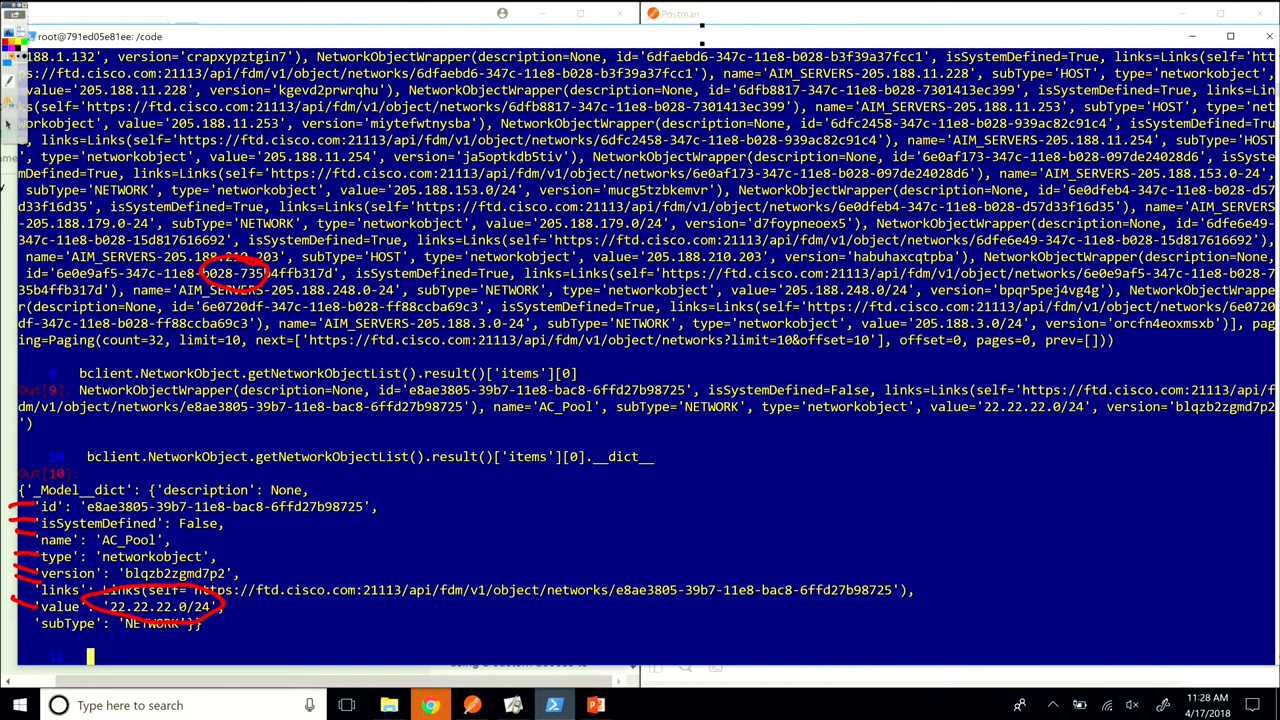 Postman
root@791ed05e81ee: /code
188.1.132', version='crapxypztgin7'), NetworkObjectWrapper(description=None, id='6dfaebd6-347c-11e8-b028-b3f39a37fcc1', isSystemDefined=True, links=Links(self='htt
ps://ftd.cisco.com:21113/api/fdm/v1/object/networks/6dfaebd6-347c-11e8-b028-b3f39a37fcc1'), name='AIM_SERVERS-205.188.11.228', subType='HOST', type='networkobject',
value='205.188.11.228', version='kgevd2prwrqhu'), NetworkObjectWrapper(description=None, id='6dfb8817-347c-11e8-b028-7301413ec399', isSystemDefined=True, links=Lin
(self='https://ftd.cisco.com:21113/api/fdm/v1/object/networks/6dfb8817-347c-11e8-b028-7301413ec399'), name='AIM_SERVERS-205.188.11.253', subType='HOST', type='net
workobject', value='205.188.11.253', version='miytefwtnysba'), NetworkObjectWrapper(description=None, id='6dfc2458-347c-11e8-b028-939ac82c91c4', isSystemDefined=Tru
, links=Links(self='https://ftd.cisco.com:21113/api/fdm/v1/object/networks/6dfc2458-347c-11e8-b028-939ac82c91c4'), name='AIM_SERVERS-205.188.11.254', subType='HOST
, type='networkobject', value='205.188.11.254', version='ja5optkdb5tiv'), NetworkObjectWrapper(description=None, id='6e0af173-347c-11e8-b028-097de24028d6', isSyste
mDefined=True, links=Links(self='https://ftd.cisco.com:21113/api/fdm/v1/object/networks/6e0af173-347c-11e8-b028-097de24028d6'), name='AIM_SERVERS-205.188.153.0-24',
subType='NETWORK', type='networkobject', value='205.188.153.0/24', version='mucg5tzbkemvr'), NetworkObjectWrapper(description=None, id='6e0dfeb4-347c-11e8-b028-d57
d33f16d35', isSystemDefined=True, links=Links(self='https://ftd.cisco.com:21113/api/fdm/v1/object/networks/6e0dfeb4-347c-11e8-b028-d57d33f16d35'), name='AIM_SERVERS
-205.188.179.0-24', subType='NETWORK', type='networkobject', value='205.188.179.0/24', version='d7foypneoex5'), NetworkObjectWrapper(description=None, id='6dfe6e49-
347c-11e8-b028-15d817616692', isSystemDefined=True, links=Links(self='https://ftd.cisco.com:21113/api/fdm/v1/object/networks/6dfe6e49-347c-11e8-b028-15d817616692'),
name='AIM_SERVERS-205.188.210.203', subType='HOST', type='networkobject', value='205.188.210.203', version='habuhaxcqtpba'), NetworkObjectWrapper(description=None,
id='6e0e9af5-347c-11e8-b028-735b4ffb317d', isSystemDefined=True, links=Links(self='https://ftd.cisco.com:21113/api/fdm/v1/object/networks/6e0e9af5-347c-11e8-b028-7
35b4ffb317d'), name='AIM_SERVERS-205.188.248.0-24', subType='NETWORK', type='networkobject', value='205.188.248.0/24', version='bpqr5pej4vg4g'), NetworkObjectWrappe
r(description=None, id='6e0720df-347c-11e8-b028-ff88ccba69c3', isSystemDefined=True, links=Links(self='https://ftd.cisco.com:21113/api/fdm/v1/object/networks/6e0720
df-347c-11e8-b028-ff88ccba69c3'), name='AIM_SERVERS-205.188.3.0-24', subType='NETWORK', type='networkobject', value='205.188.3.0/24', version='orcfn4eoxmsxb')], pag
ing=Paging(count=32, limit=10, next=['https://ftd.cisco.com:21113/api/fdm/v1/object/networks?limit=10&offset=10'], offset=0, pages=0, prev=[]))
9 bclient.NetworkObject.getNetworkObjectList().result()['items'][0]
Out[9]: NetworkObjectWrapper(description=None, id='e8ae3805-39b7-11e8-bac8-6ffd27b98725', isSystemDefined=False, links=Links(self='https://ftd.cisco.com:21113/api/f
dm/v1/object/networks/e8ae3805-39b7-11e8-bac8-6ffd27b98725'), name='AC_Pool', subType='NETWORK', type='networkobject', value='22.22.22.0/24', version='blqzb2zgmd7p2
')
10 bclient.NetworkObject.getNetworkObjectList().result()['items'][0].__dict__
Out[10]:
{'_Model__dict': {'description': None,
'id': 'e8ae3805-39b7-11e8-bac8-6ffd27b98725',
'isSystemDefined': False,
'name': 'AC_Pool',
'type': 'networkobject',
'version': 'blqzb2zgmd7p2',
'links': Links(self='https://ftd.cisco.com:21113/api/fdm/v1/object/networks/e8ae3805-39b7-11e8-bac8-6ffd27b98725'),
'value': '22.22.22.0/24',
'subType': 'NETWORK'}}
11
Type here to search
11:28 AM
4/17/2018